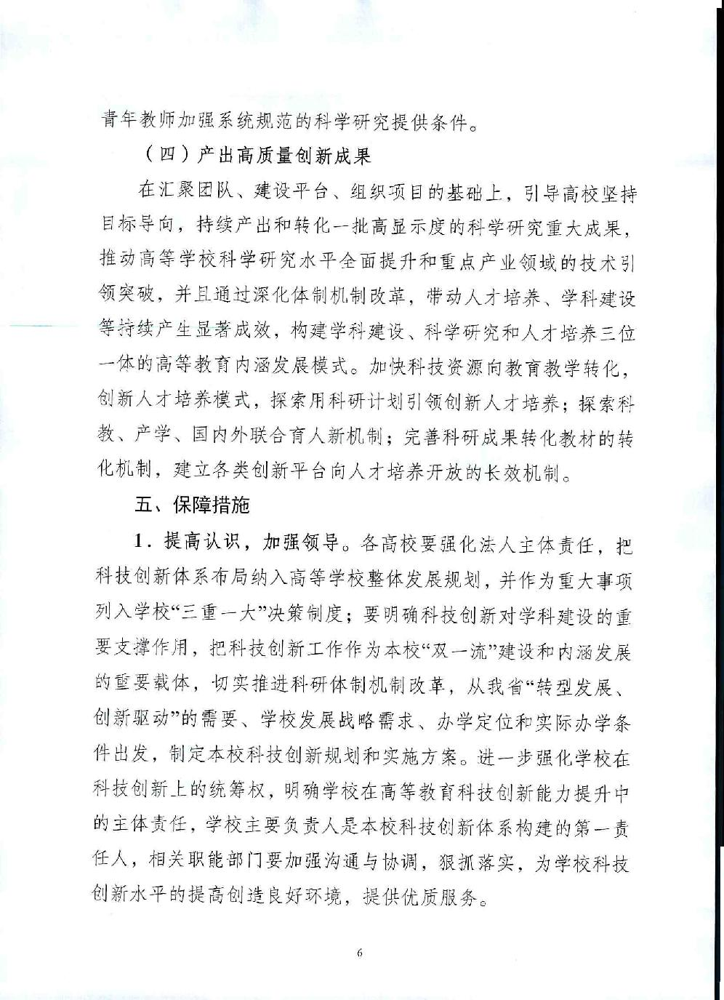 青年教师加强系统规范的科学研究提供条件。
（四）产出高质量创新成果
在汇聚团队、建设平台、组织项目的基础上，引导高校坚持
目标导向，持续产出和转化一批高显示度的科学研究重大成果，
推动高等学校科学研究水平全面提升和重点产业领域的技术引
领突破，并且通过深化体制机制改革，带动人才培养、学科建设
等持续产生显著成效，构建学科建设、科学研究和人才培养三位
一体的高等教育内涵发展模式。加快科技资源向教育教学转化，
创新人才培养模式，探索用科研计划引领创新人才培养；探索科
教、产学、国内外联合育人新机制；完善科研成果转化教材的转
化机制，建立各类创新平台向人才培养开放的长效机制。
五、保障措施
1．提高认识，加强领导。各高校要强化法人主体责任，把
科技创新体系布局纳入高等学校整体发展规划，并作为重大事项
列入学校“三重一大”决策制度；要明确科技创新对学科建设的重
要支撑作用，把科技创新工作作为本校“双一流”建设和内涵发展
的重要载体，切实推进科研体制机制改革，从我省“转型发展、
创新驱动”的需要、学校发展战略需求、办学定位和实际办学条
件出发，制定本校科技创新规划和实施方案。进一步强化学校在
科技创新上的统筹权，明确学校在高等教育科技创新能力提升中
的主体责任，学校主要负责人是本校科技创新体系构建的第一责
任人，相关职能部门要加强沟通与协调，狠抓落实，为学校科技
创新水平的提高创造良好环境，提供优质服务。
6